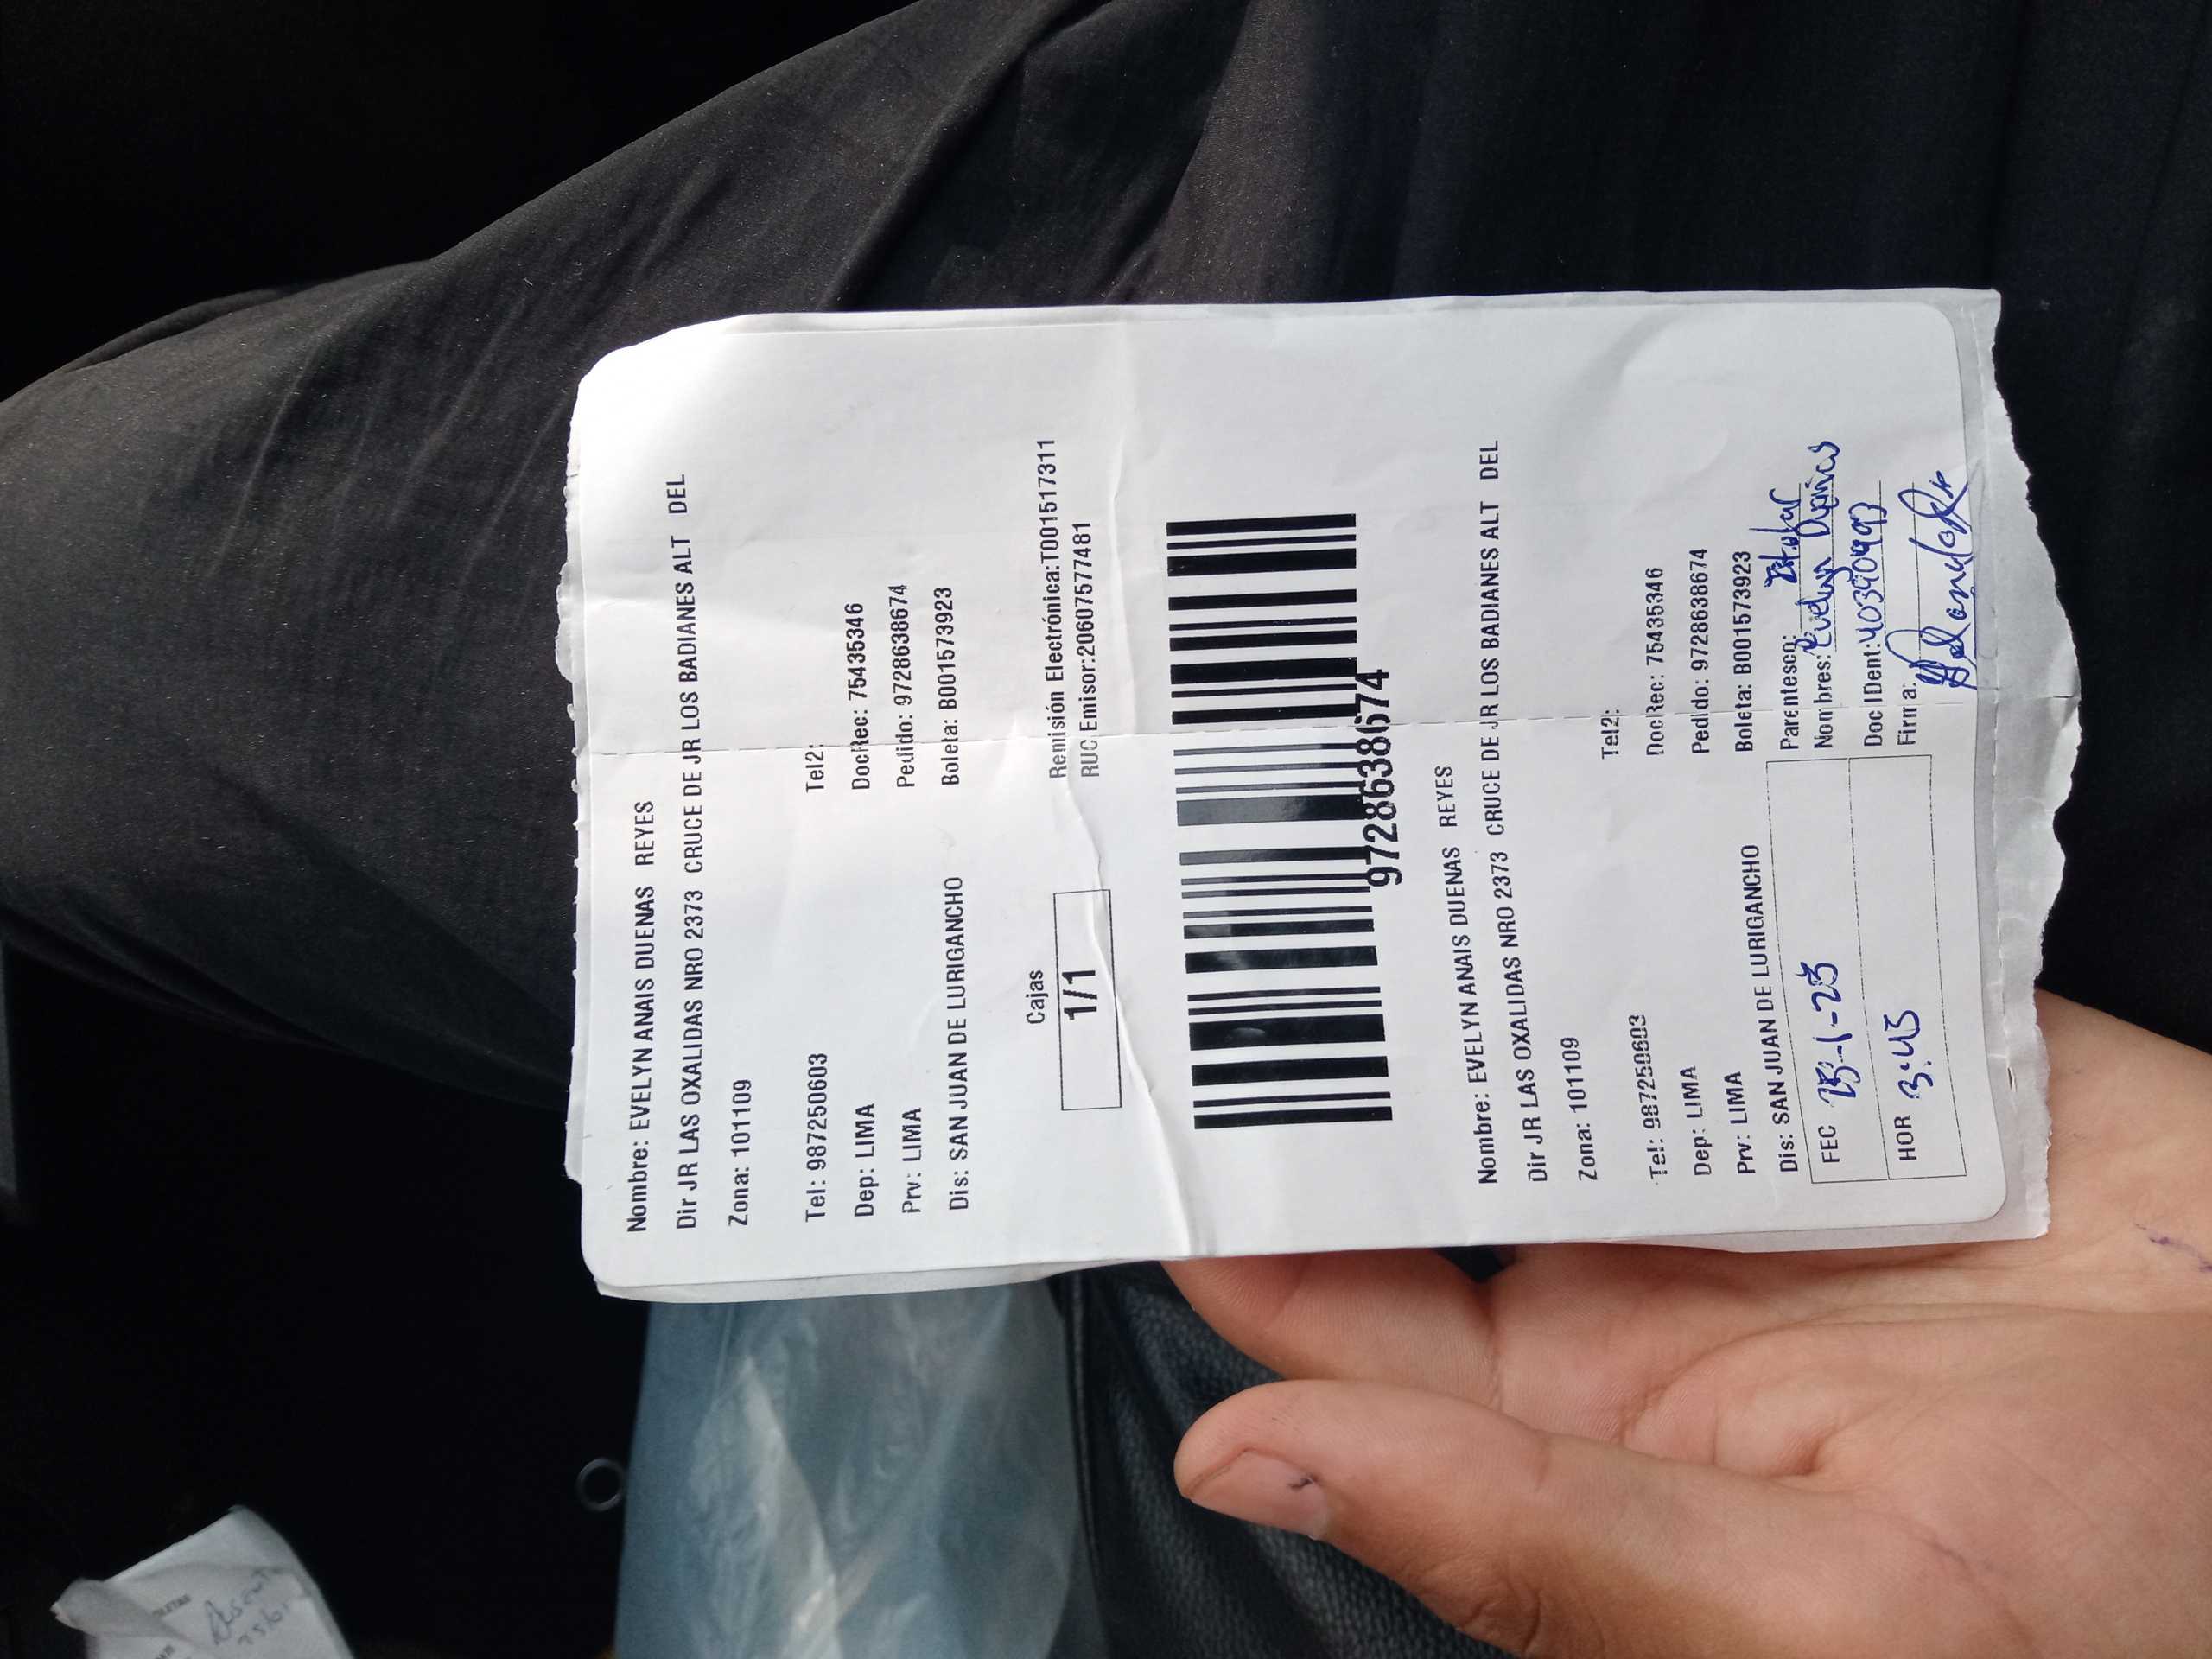 Nombre: EVELYN ANAIS DUENAS REYES
Dir JR LAS OXALIDAS NRO 2373 CRUCE DE JR LOS BADIANES ALT DEL
Zona: 101109
Tel: 987250603 Tel2:
Dep: LIMA DocRec: 75435346
Prv: LIMA Pedido: 9728638674
Dis: SAN JUAN DE LURIGANCHO Boleta: B001573923
Cajas
1/1
Remisión Electrónica:T001517311
RUC Emisor:20607577481
9728638674
Nombre: EVELYN ANAIS DUENAS REYES
Dir JR LAS OXALIDAS NRO 2373 CRUCE DE JR LOS BADIANES ALT DEL
Zona: 101109
Tel: 987250603 Tel2:
Dep: LIMA DocRec: 75435346
Prv: LIMA Pedido: 9728638674
Dis: SAN JUAN DE LURIGANCHO Boleta: B001573923
FEC 25-1-23
HOR 3:45
Parentesco: Titular
Nombres: Evelyn
Doc IDent:
Firma: